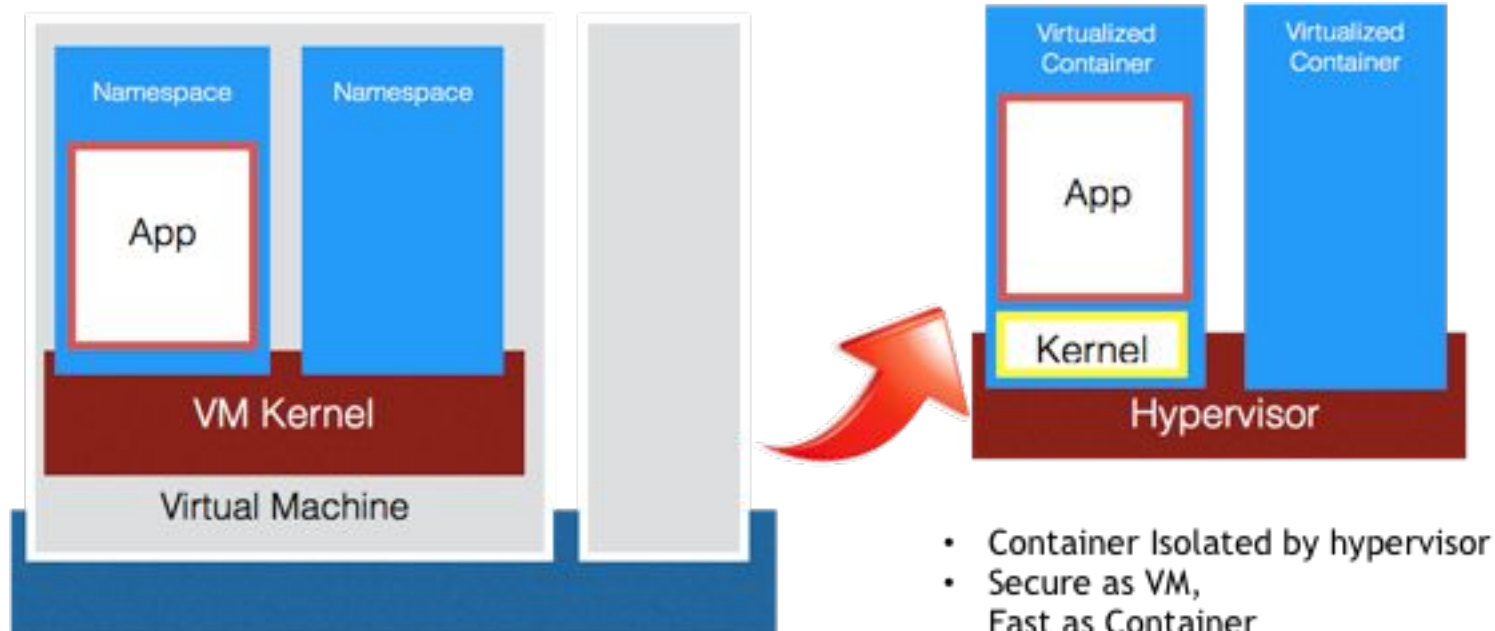 Namespace
Namespace
App
VM Kernel
Virtual Machine
Virtualized
Container
Virtualized
Container
App
Kernel
Hypervisor
• Container Isolated by hypervisor
• Secure as VM,
Fast as Container